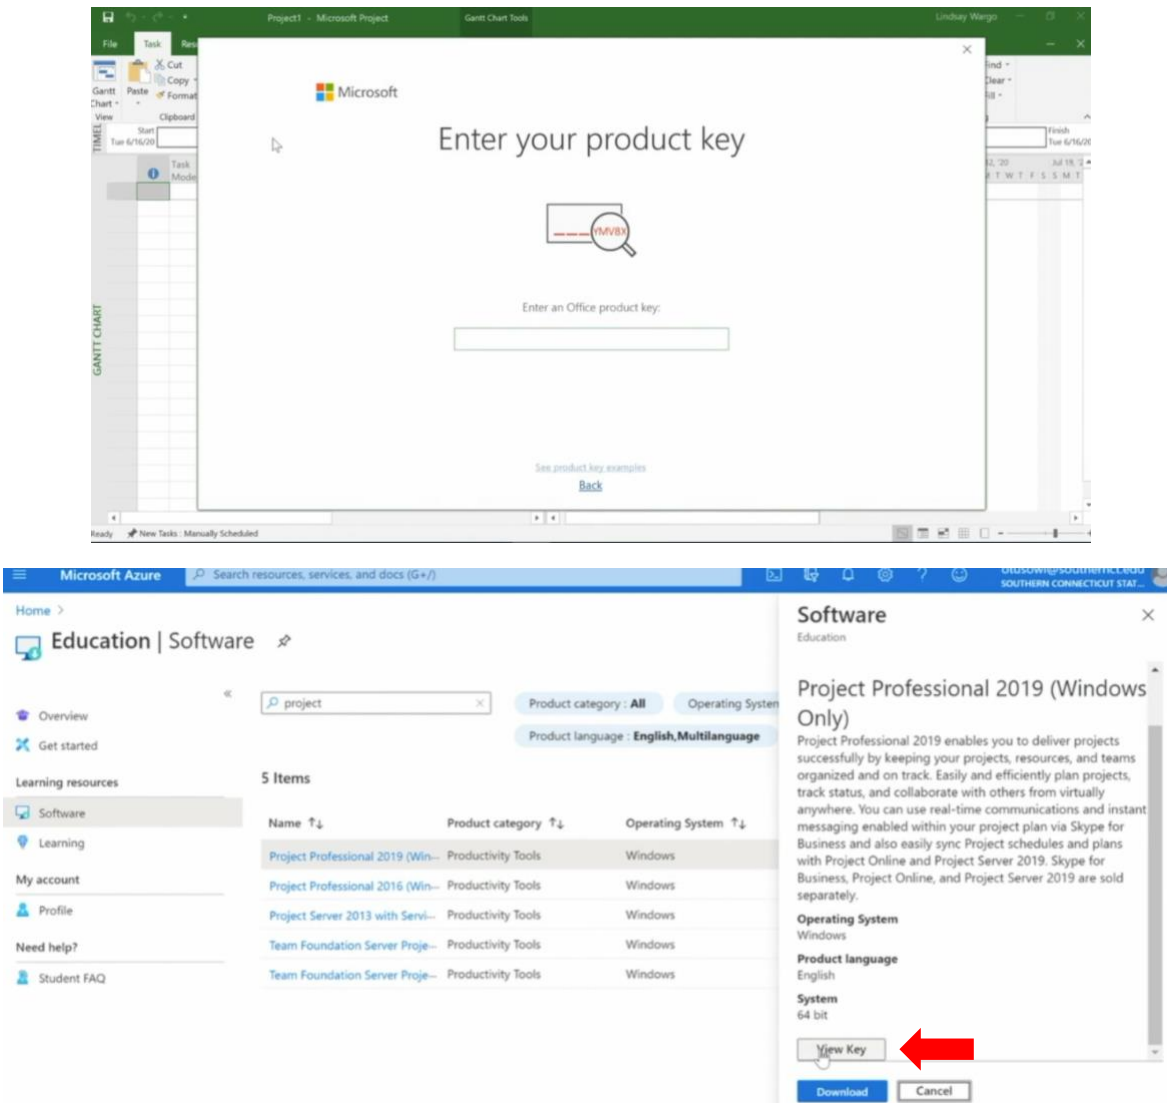 Project1 - Microsoft Project
Gantt Chart Tools
Lindsay Wargo
File
Task
Cut
Copy
Format
Gantt
Chart
Paste
View
Clipboard
Find
Clear
Fill
Microsoft
Enter your product key
YMV8X
Enter an Office product key:
See product key examples
Back
TIMEL
Start
Tue 6/16/20
Finish
Tue 6/16/20
Task
Mode
Jul 19, '2
T W T F S S M T
GANTT CHART
Ready
New Tasks : Manually Scheduled
Microsoft Azure
Search resources, services, and docs (G+/)
SOUTHERN CONNECTICUT STAT...
Home >
Education | Software
Overview
Get started
Learning resources
Software
Learning
My account
Profile
Need help?
Student FAQ
project
Product category : All
Operating System
Product language : English,Multilanguage
5 Items
Name ↑↓ Product category ↑↓ Operating System ↑↓
Project Professional 2019 (Win... Productivity Tools Windows
Project Professional 2016 (Win... Productivity Tools Windows
Project Server 2013 with Servi... Productivity Tools Windows
Team Foundation Server Proje... Productivity Tools Windows
Team Foundation Server Proje... Productivity Tools Windows
Software
Education
Project Professional 2019 (Windows
Only)
Project Professional 2019 enables you to deliver projects
successfully by keeping your projects, resources, and teams
organized and on track. Easily and efficiently plan projects,
track status, and collaborate with others from virtually
anywhere. You can use real-time communications and instant
messaging enabled within your project plan via Skype for
Business and also easily sync Project schedules and plans
with Project Online and Project Server 2019. Skype for
Business, Project Online, and Project Server 2019 are sold
separately.
Operating System
Windows
Product language
English
System
64 bit
View Key
Download
Cancel